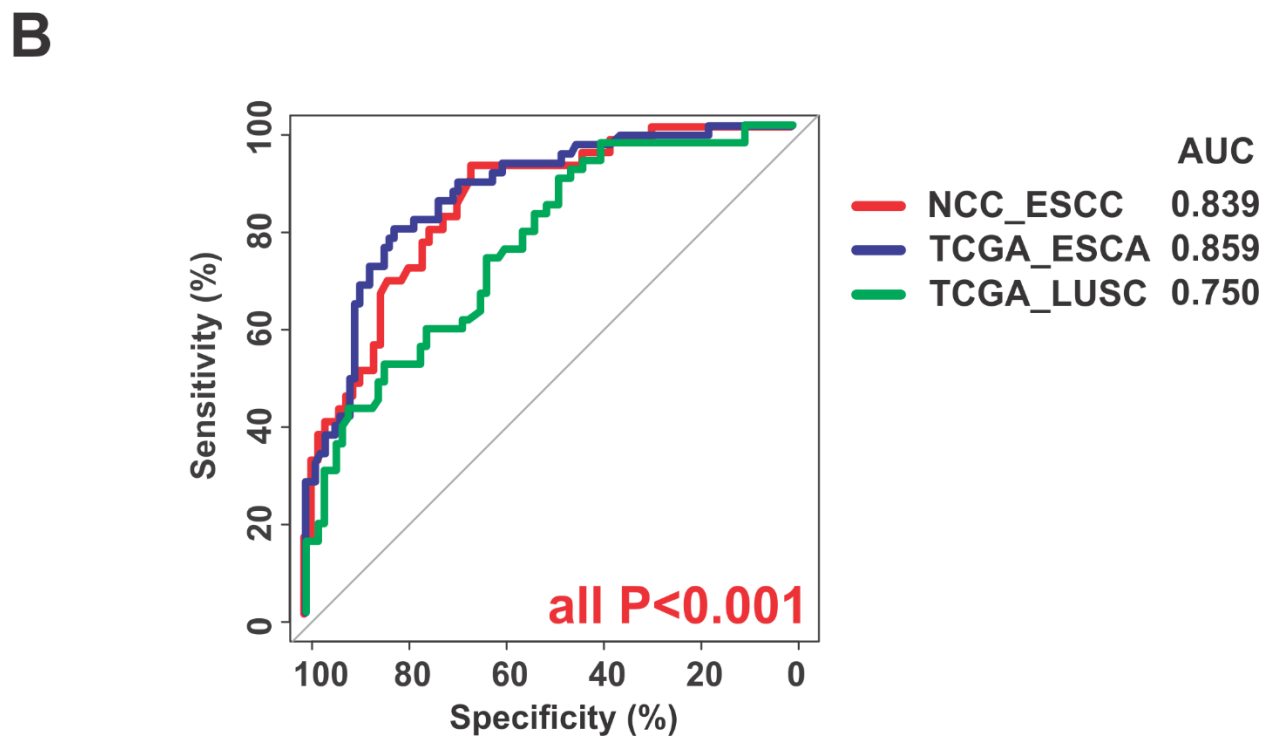 B
AUC
NCC_ESCC 0.839
TCGA_ESCA 0.859
TCGA_LUSC 0.750
Sensitivity (%)
100
80
60
40
20
0
all P<0.001
100 80 60 40 20 0
Specificity (%)